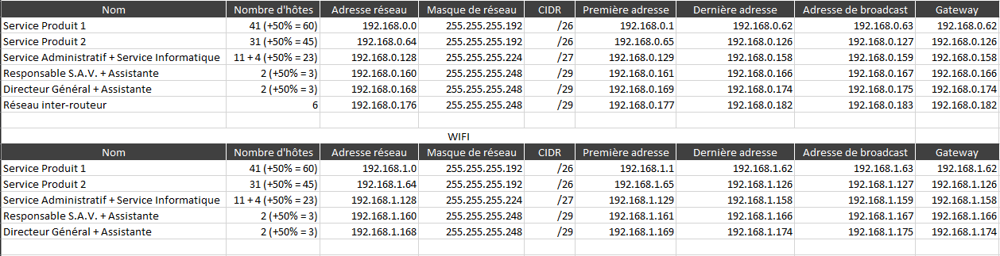 Nom Nombre d'hôtes Adresse réseau Masque de réseau CIDR Première adresse Dernière adresse Adresse de broadcast Gateway
Service Produit 1 41 (+50% = 60) 192.168.0.0 255.255.255.192 /26 192.168.0.1 192.168.0.62 192.168.0.63 192.168.0.62
Service Produit 2 31 (+50% = 45) 192.168.0.64 255.255.255.192 /26 192.168.0.65 192.168.0.126 192.168.0.127 192.168.0.126
Service Administratif + Service Informatique 11 + 4 (+50% = 23) 192.168.0.128 255.255.255.224 /27 192.168.0.129 192.168.0.158 192.168.0.159 192.168.0.158
Responsable S.A.V. + Assistante 2 (+50% = 3) 192.168.0.160 255.255.255.248 /29 192.168.0.161 192.168.0.166 192.168.0.167 192.168.0.166
Directeur Général + Assistante 2 (+50% = 3) 192.168.0.168 255.255.255.248 /29 192.168.0.169 192.168.0.174 192.168.0.175 192.168.0.174
Réseau inter-routeur 6 192.168.0.176 255.255.255.248 /29 192.168.0.177 192.168.0.182 192.168.0.183 192.168.0.182
WIFI
Nom Nombre d'hôtes Adresse réseau Masque de réseau CIDR Première adresse Dernière adresse Adresse de broadcast Gateway
Service Produit 1 41 (+50% = 60) 192.168.1.0 255.255.255.192 /26 192.168.1.1 192.168.1.62 192.168.1.63 192.168.1.62
Service Produit 2 31 (+50% = 45) 192.168.1.64 255.255.255.192 /26 192.168.1.65 192.168.1.126 192.168.1.127 192.168.1.126
Service Administratif + Service Informatique 11 + 4 (+50% = 23) 192.168.1.128 255.255.255.224 /27 192.168.1.129 192.168.1.158 192.168.1.159 192.168.1.158
Responsable S.A.V. + Assistante 2 (+50% = 3) 192.168.1.160 255.255.255.248 /29 192.168.1.161 192.168.1.166 192.168.1.167 192.168.1.166
Directeur Général + Assistante 2 (+50% = 3) 192.168.1.168 255.255.255.248 /29 192.168.1.169 192.168.1.174 192.168.1.175 192.168.1.174